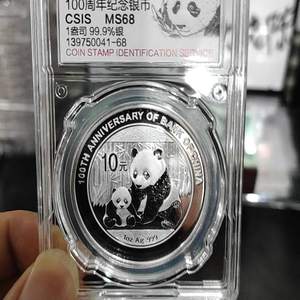 100周年纪念银币
CSIS MS68
1盎司 99.9%银
139750041-68
COIN STAMP IDENTIFICATION SERVICE
100TH ANNIVERSARY OF BANK OF CHINA
10元
1oz Ag .999